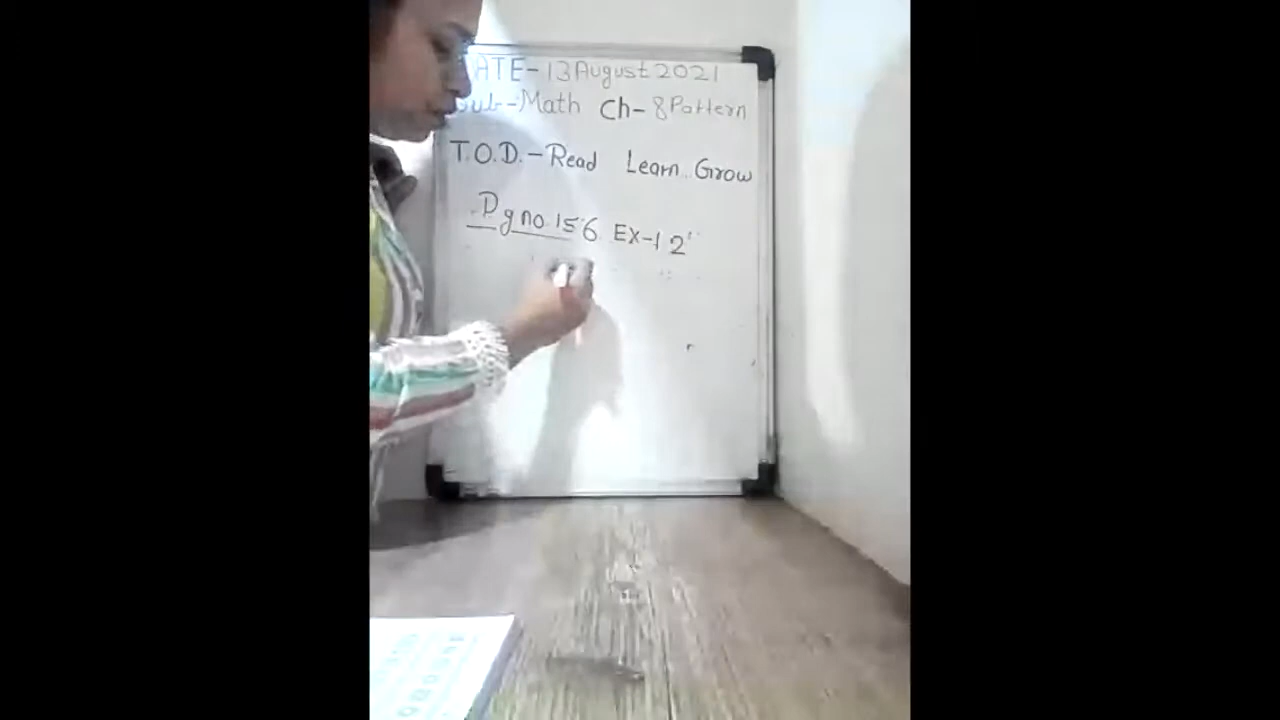 ATE-13 August 2021
Sub-Math Ch-8 Pattern
T.O.D.-Read Learn Grow
Pg no. 156 Ex-12